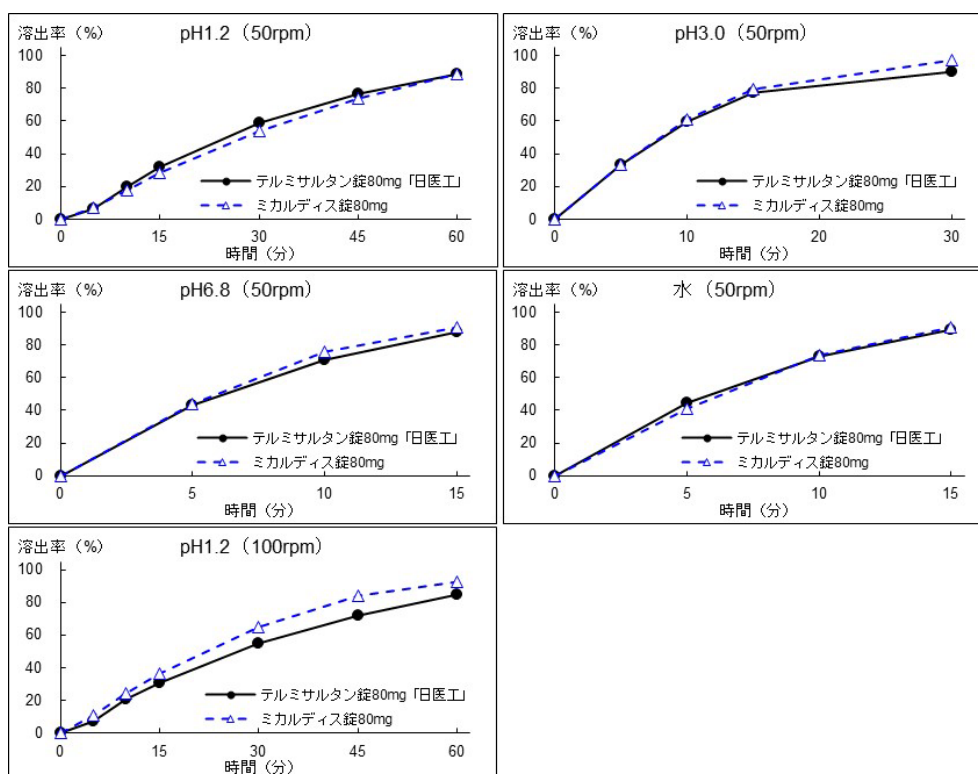 溶出率（%） pH1.2（50rpm）
100
80
60
40
20
0
テルミサルタン錠80mg「日医工」
ミカルディス錠80mg
0 15 30 45 60
時間（分）
溶出率（%） pH3.0（50rpm）
100
80
60
40
20
0
テルミサルタン錠80mg「日医工」
ミカルディス錠80mg
0 10 20 30
時間（分）
溶出率（%） pH6.8（50rpm）
100
80
60
40
20
0
テルミサルタン錠80mg「日医工」
ミカルディス錠80mg
0 5 10 15
時間（分）
溶出率（%） 水（50rpm）
100
80
60
40
20
0
テルミサルタン錠80mg「日医工」
ミカルディス錠80mg
0 5 10 15
時間（分）
溶出率（%） pH1.2（100rpm）
100
80
60
40
20
0
テルミサルタン錠80mg「日医工」
ミカルディス錠80mg
0 15 30 45 60
時間（分）